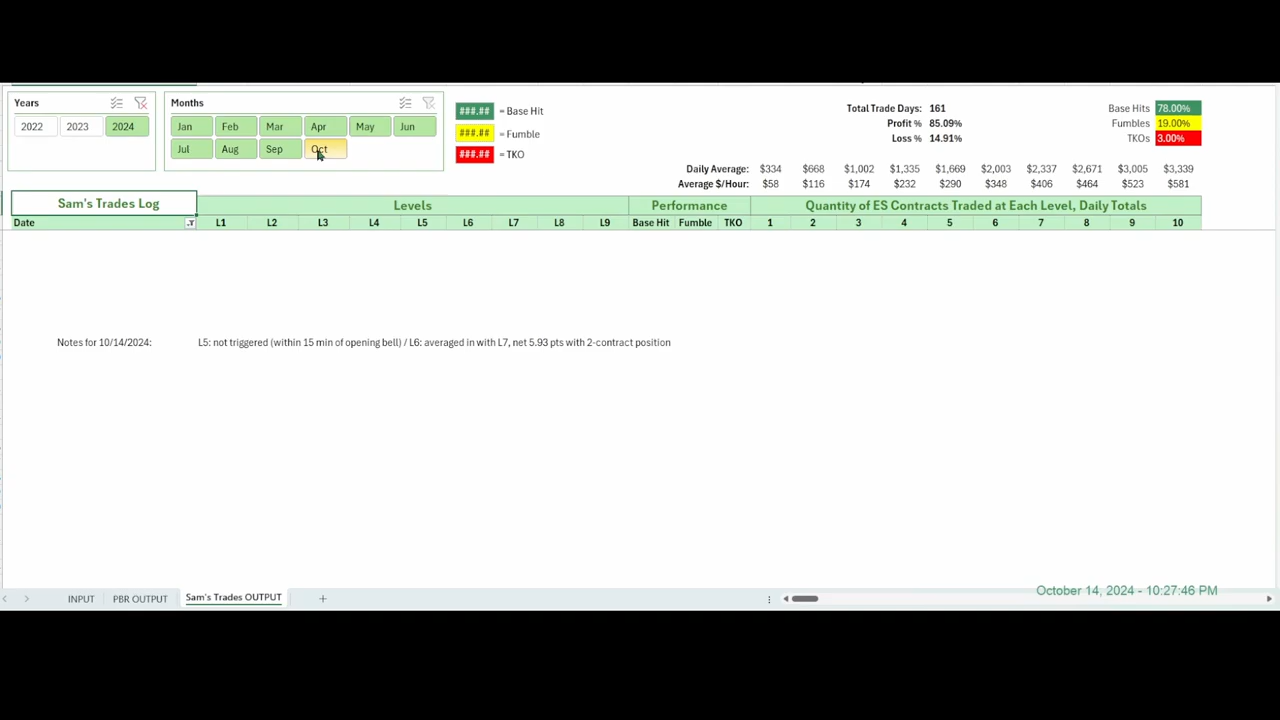 Years
2022 2023 2024
Months
Jan Feb Mar Apr May Jun
Jul Aug Sep Oct
###.## = Base Hit
###.## = Fumble
###.## = TKO
Total Trade Days: 161
Profit % 85.09%
Loss % 14.91%
Base Hits 78.00%
Fumbles 19.00%
TKOs 3.00%
Daily Average: $334 $668 $1,002 $1,335 $1,669 $2,003 $2,337 $2,671 $3,005 $3,339
Average $/Hour: $58 $116 $174 $232 $290 $348 $406 $464 $523 $581
Sam's Trades Log Levels Performance Quantity of ES Contracts Traded at Each Level, Daily Totals
Date L1 L2 L3 L4 L5 L6 L7 L8 L9 Base Hit Fumble TKO 1 2 3 4 5 6 7 8 9 10
Notes for 10/14/2024: L5: not triggered (within 15 min of opening bell) / L6: averaged in with L7, net 5.93 pts with 2-contract position
October 14, 2024 - 10:27:46 PM
INPUT PBR OUTPUT Sam's Trades OUTPUT +